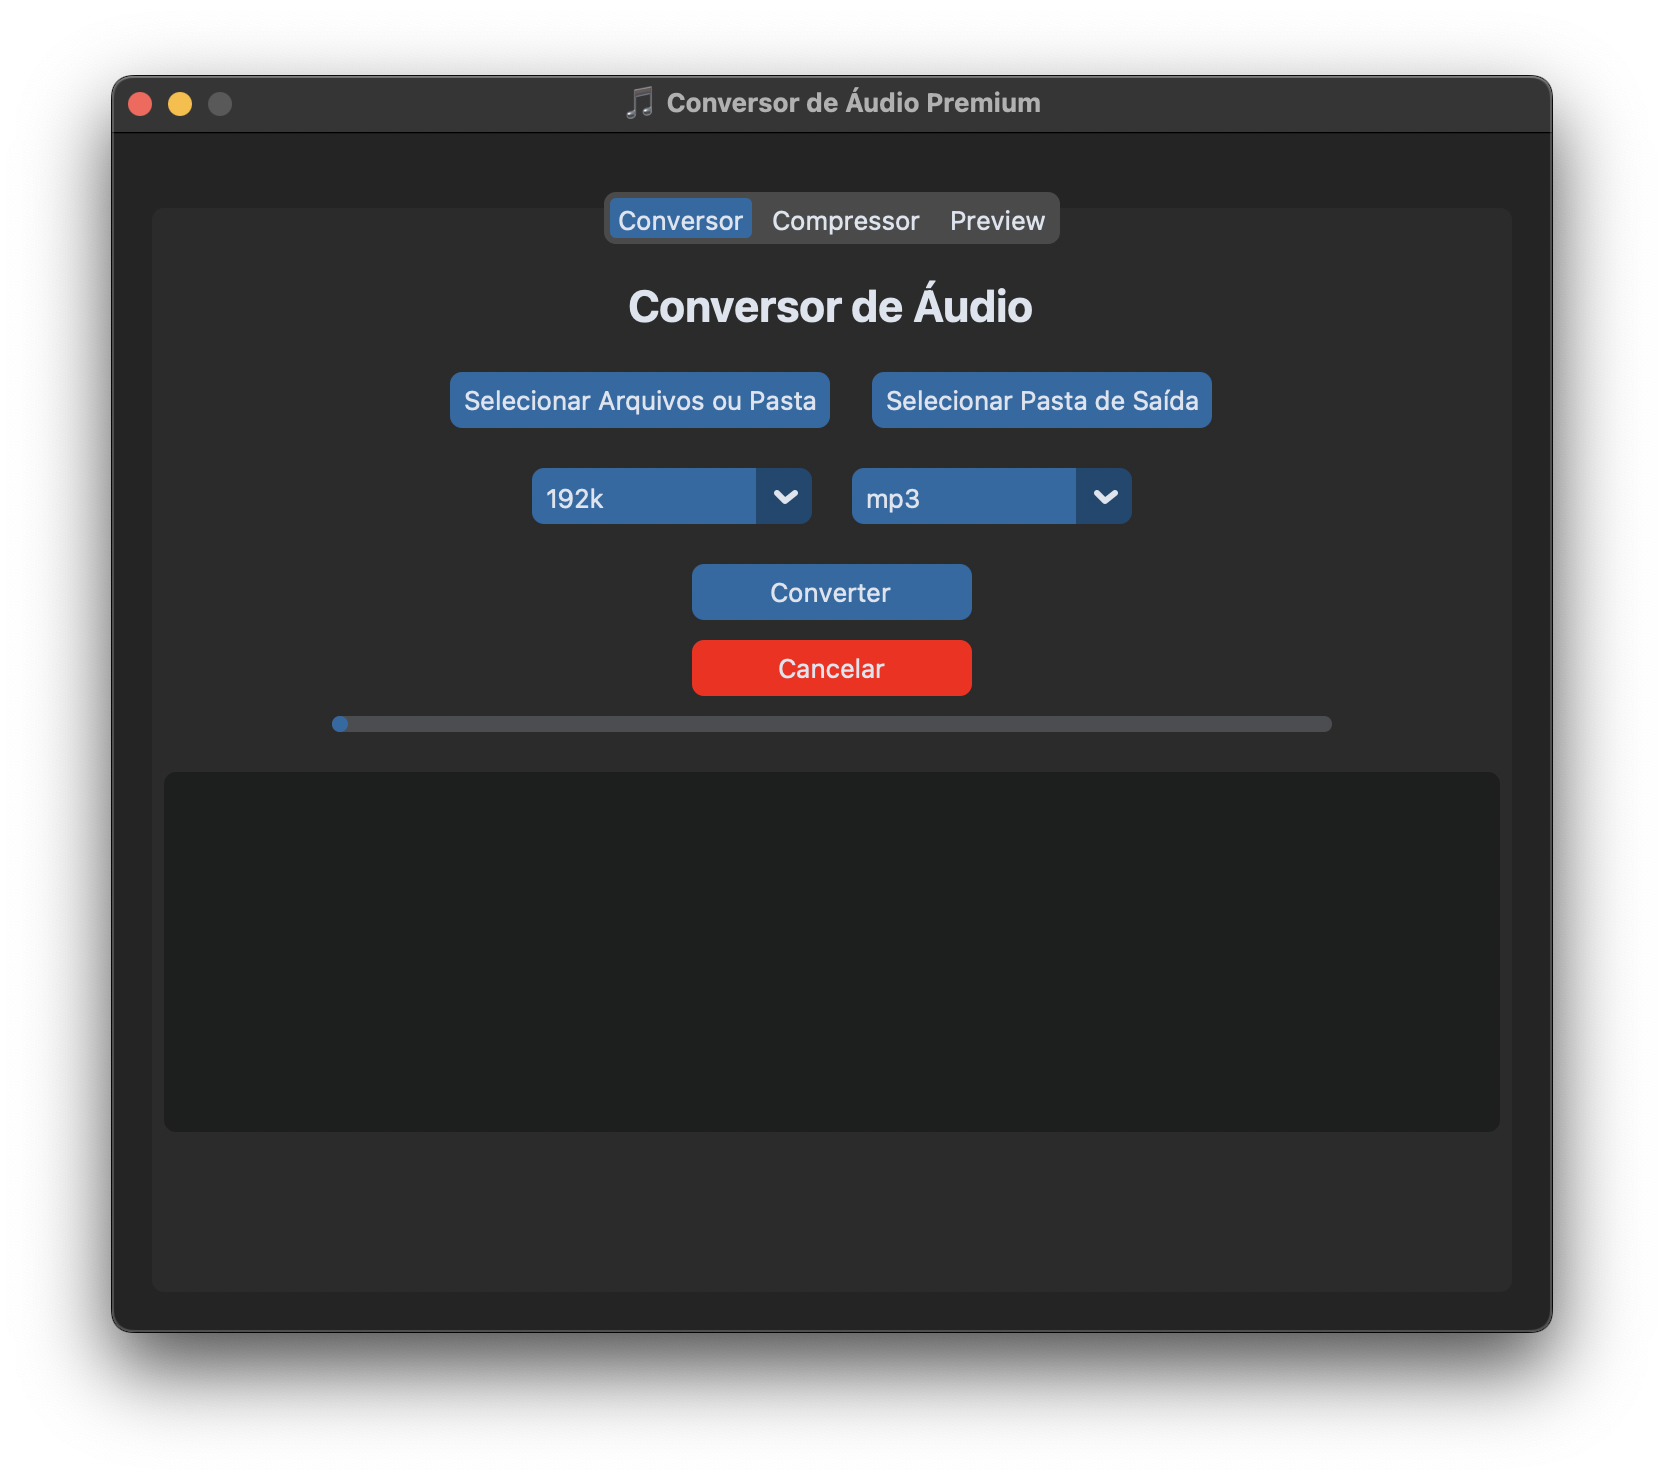 Conversor de Áudio Premium
Conversor Compressor Preview
Conversor de Áudio
Selecionar Arquivos ou Pasta Selecionar Pasta de Saída
192k mp3
Converter
Cancelar